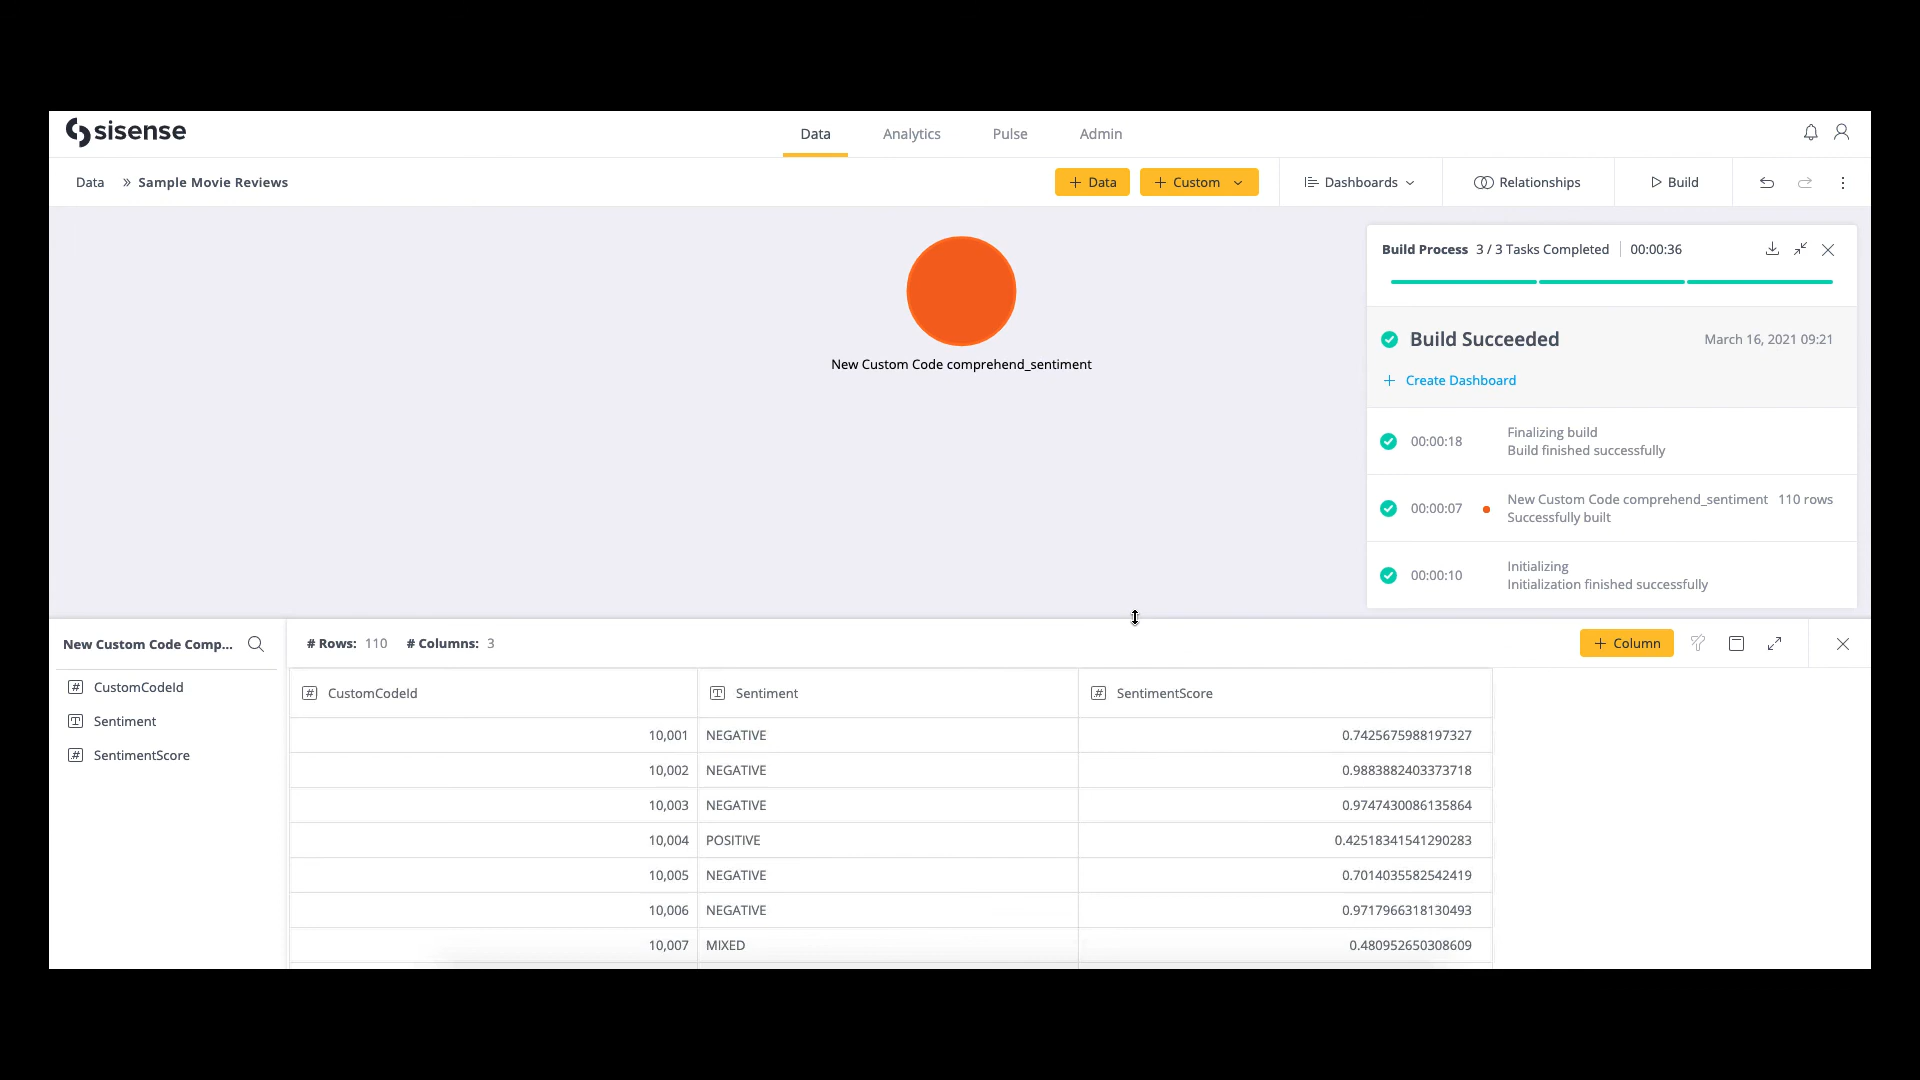 sisense
Data
Analytics
Pulse
Admin
Data » Sample Movie Reviews
+ Data
+ Custom
Dashboards
Relationships
Build
New Custom Code comprehend_sentiment
Build Process 3 / 3 Tasks Completed 00:00:36
Build Succeeded March 16, 2021 09:21
+ Create Dashboard
00:00:18 Finalizing build
Build finished successfully
00:00:07 New Custom Code comprehend_sentiment 110 rows
Successfully built
00:00:10 Initializing
Initialization finished successfully
New Custom Code Comp...
CustomCodeId
Sentiment
SentimentScore
# Rows: 110 # Columns: 3
+ Column
# CustomCodeId T Sentiment # SentimentScore
10,001 NEGATIVE 0.7425675988197327
10,002 NEGATIVE 0.9883882403373718
10,003 NEGATIVE 0.9747430086135864
10,004 POSITIVE 0.42518341541290283
10,005 NEGATIVE 0.7014035582542419
10,006 NEGATIVE 0.9717966318130493
10,007 MIXED 0.480952650308609